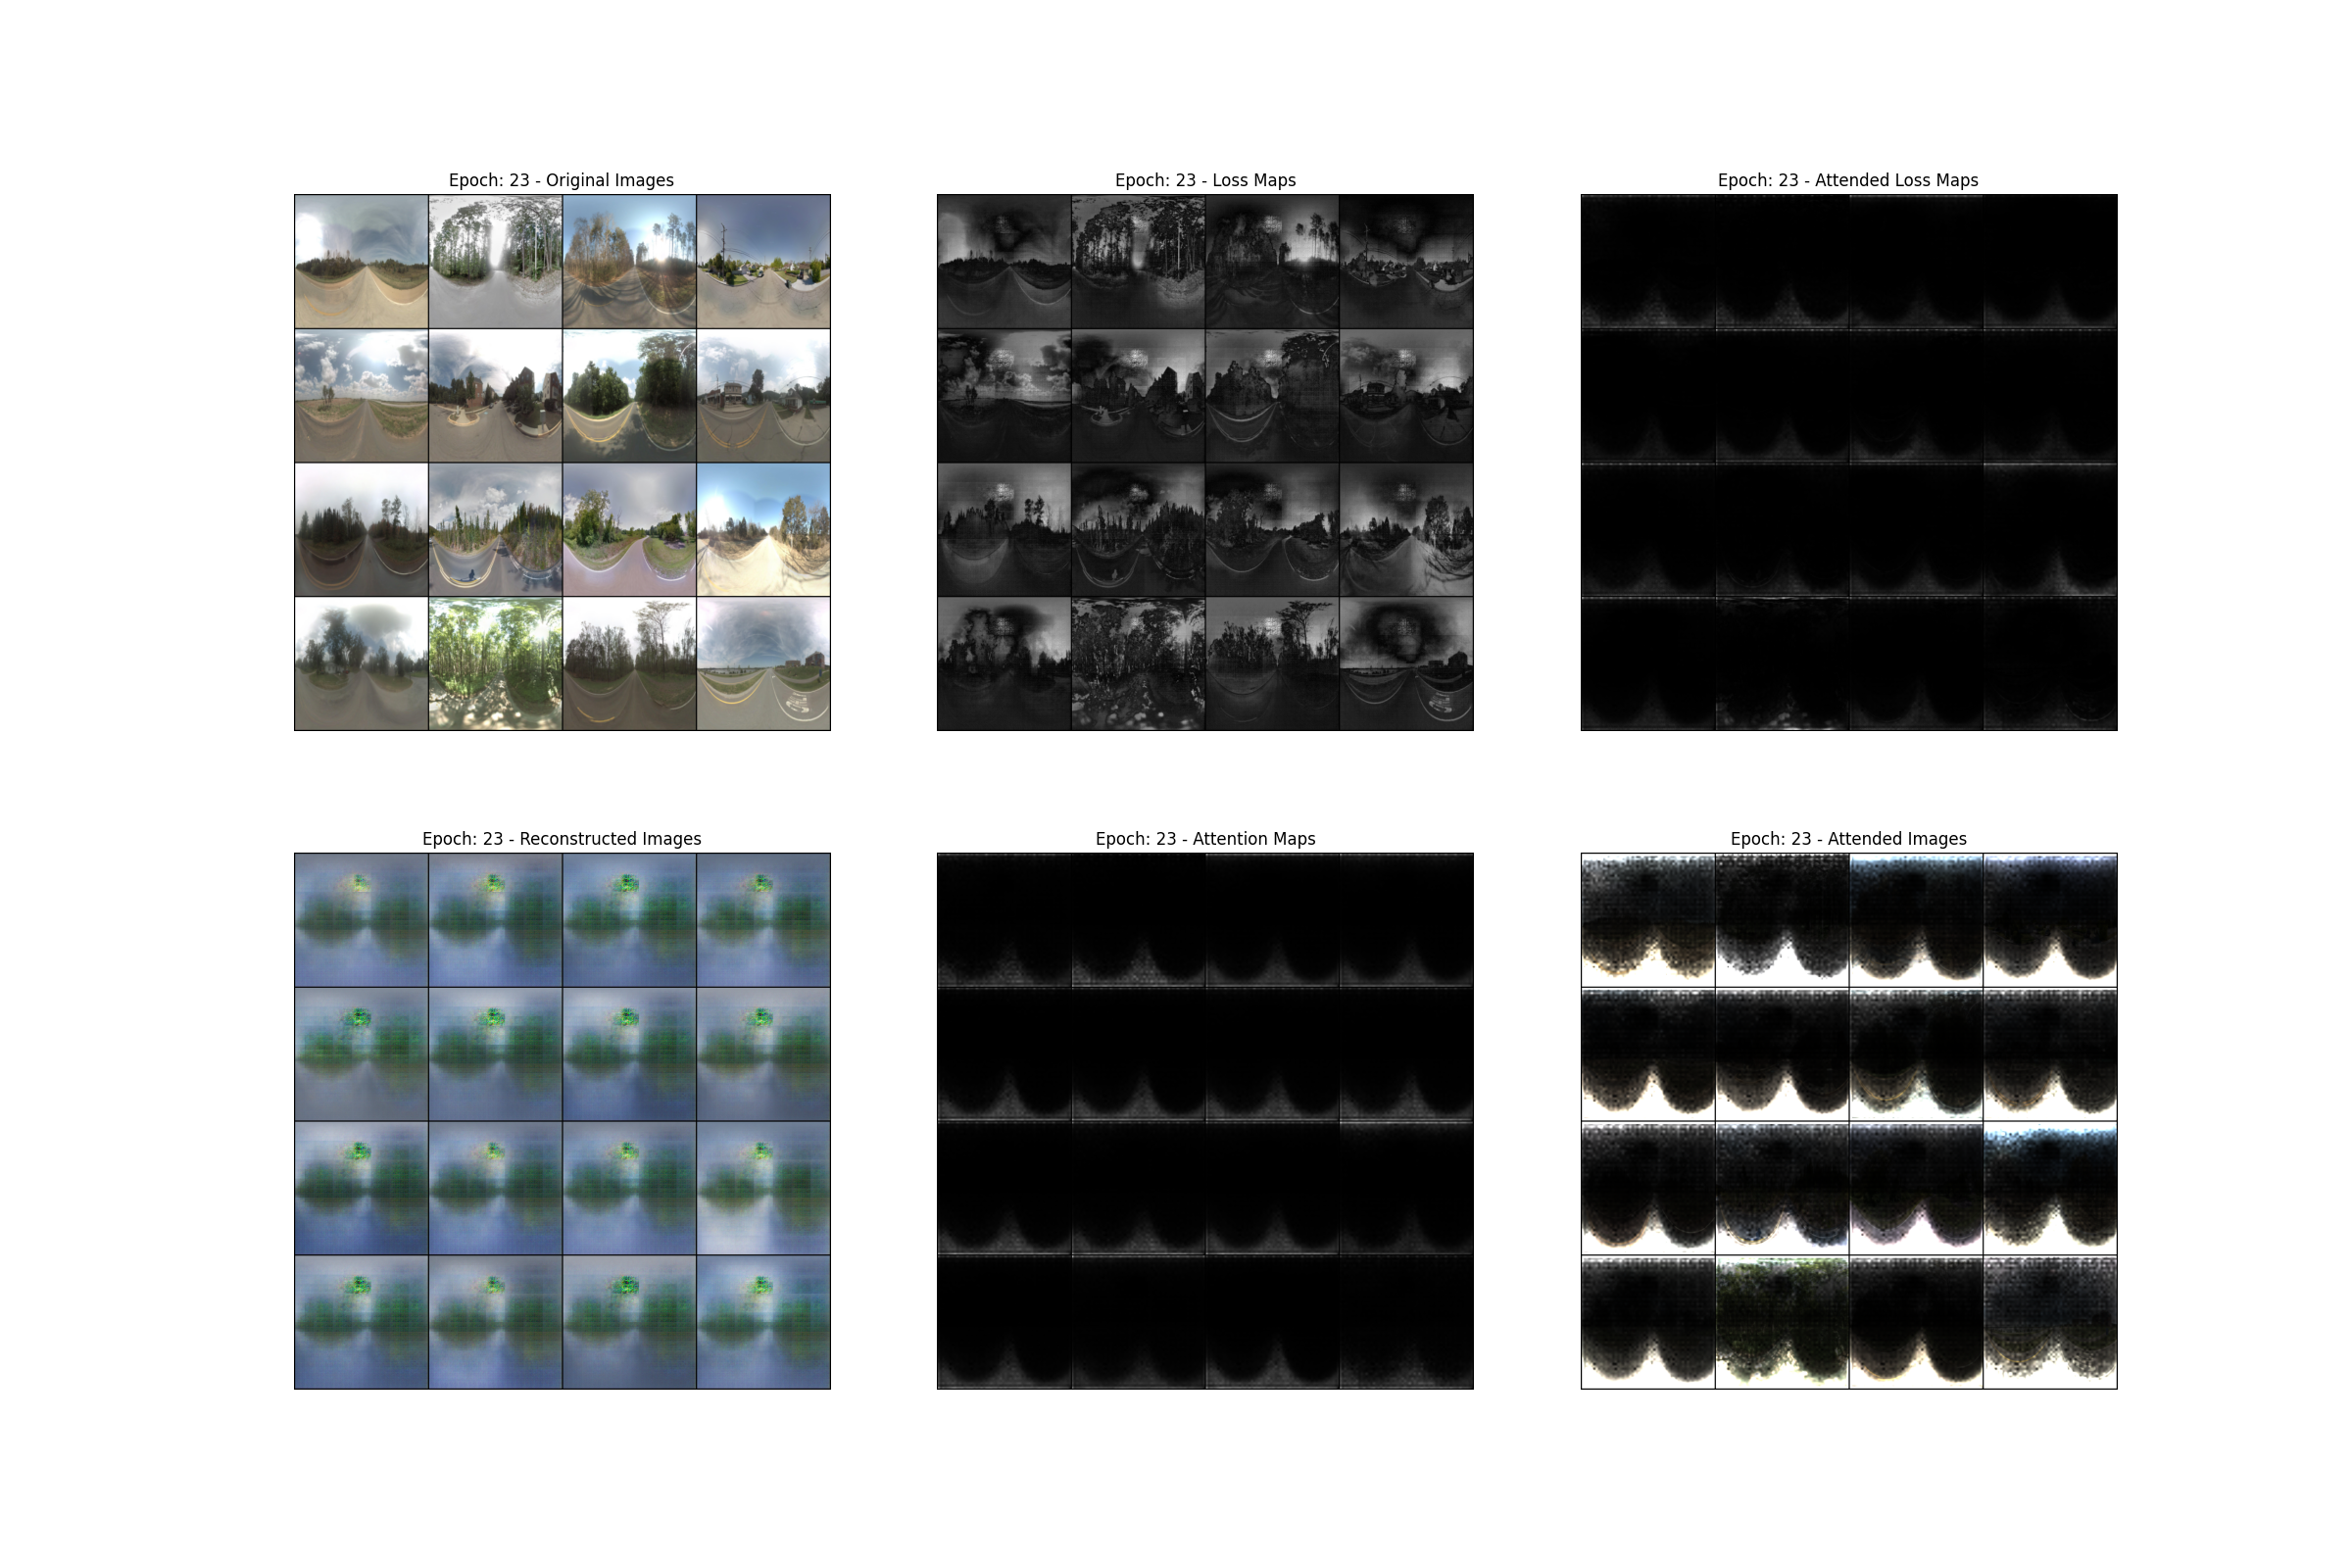 Epoch: 23 - Original Images
Epoch: 23 - Loss Maps
Epoch: 23 - Attended Loss Maps
Epoch: 23 - Reconstructed Images
Epoch: 23 - Attention Maps
Epoch: 23 - Attended Images